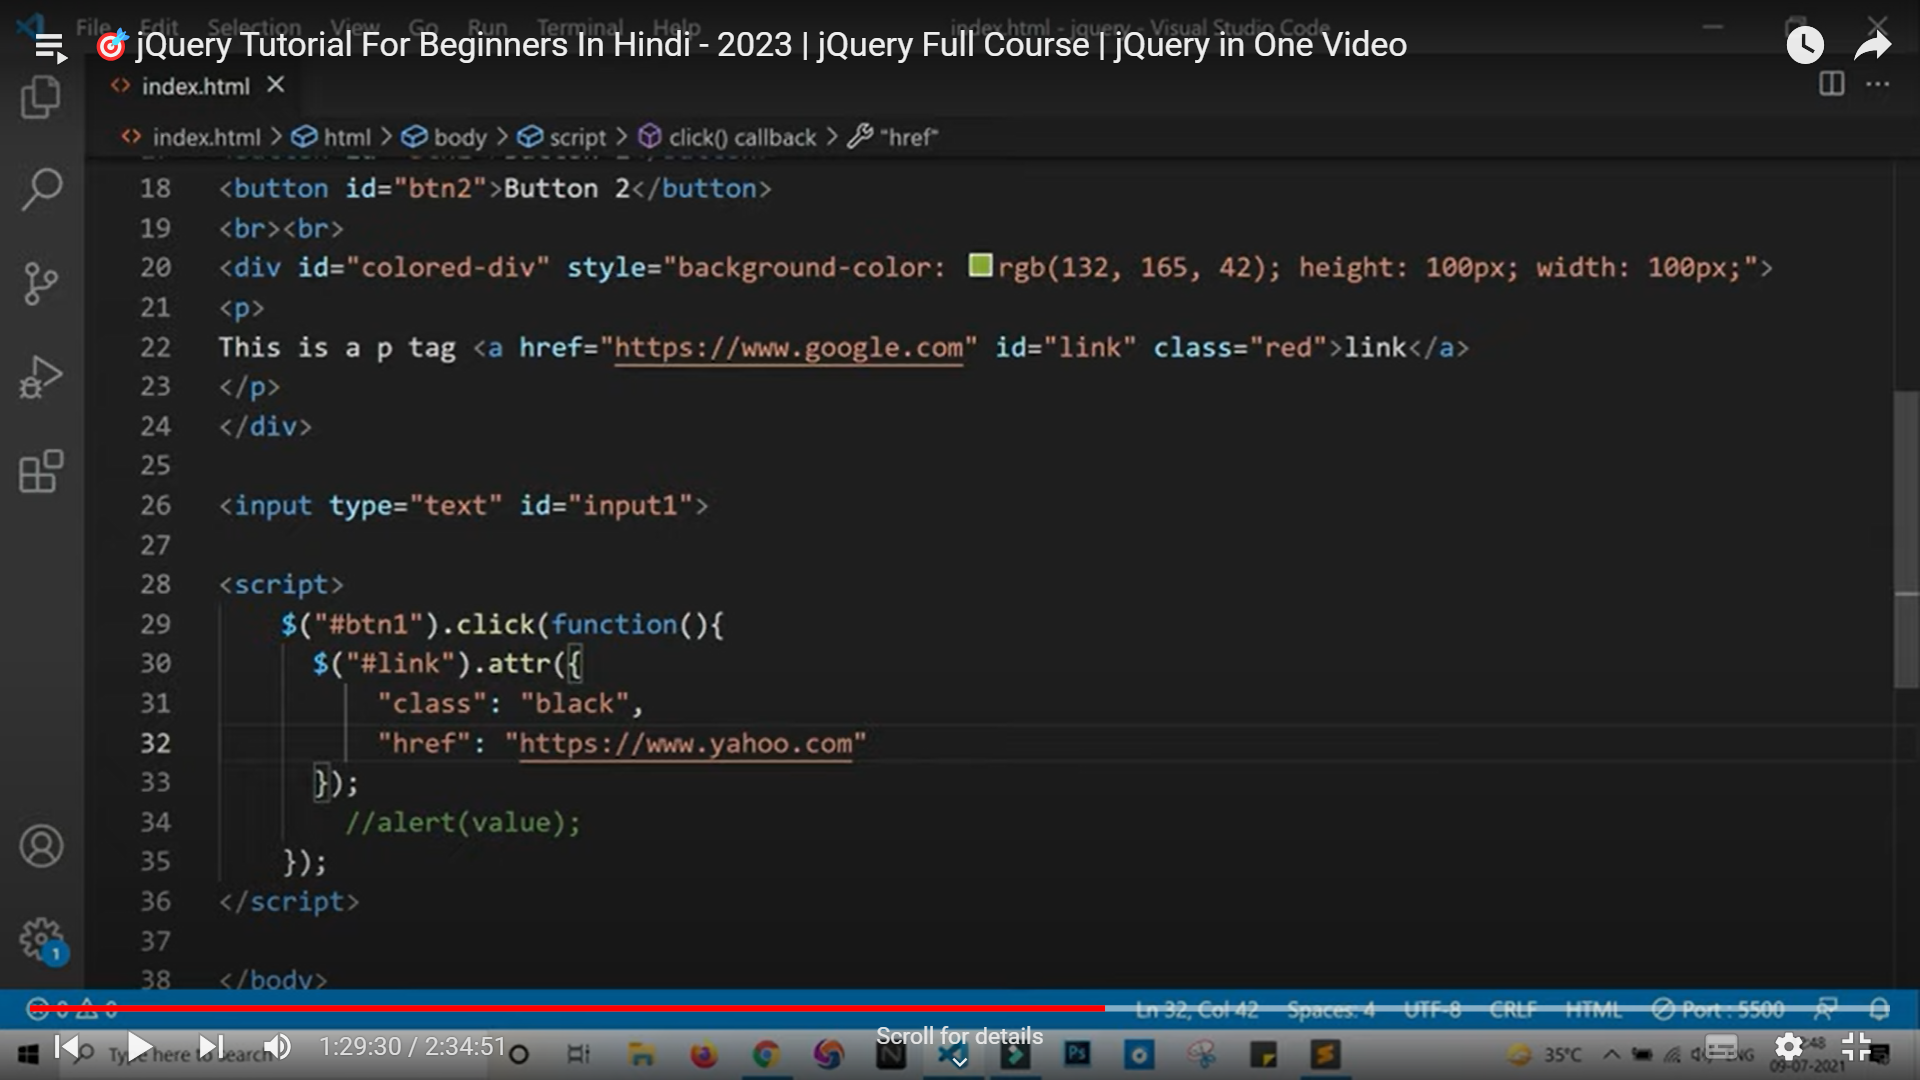 File Edit Selection View Go Run Terminal Help index.html - jquery - Visual Studio Code
🎯 jQuery Tutorial For Beginners In Hindi - 2023 | jQuery Full Course | jQuery in One Video
index.html
index.html > html > body > script > click() callback > "href"
18 <button id="btn2">Button 2</button>
19 <br><br>
20 <div id="colored-div" style="background-color: rgb(132, 165, 42); height: 100px; width: 100px;">
21 <p>
22 This is a p tag <a href="https://www.google.com" id="link" class="red">link</a>
23 </p>
24 </div>
25
26 <input type="text" id="input1">
27
28 <script>
29 $("#btn1").click(function(){
30 $("#link").attr({
31 "class": "black",
32 "href": "https://www.yahoo.com"
33 });
34 //alert(value);
35 });
36 </script>
37
38 </body>
1
0 0 Ln 32, Col 42 Spaces: 4 UTF-8 CRLF HTML Port : 5500
Scroll for details
Type here to search
1:29:30 / 2:34:51
Ps
35°C ENG
09-07-2021